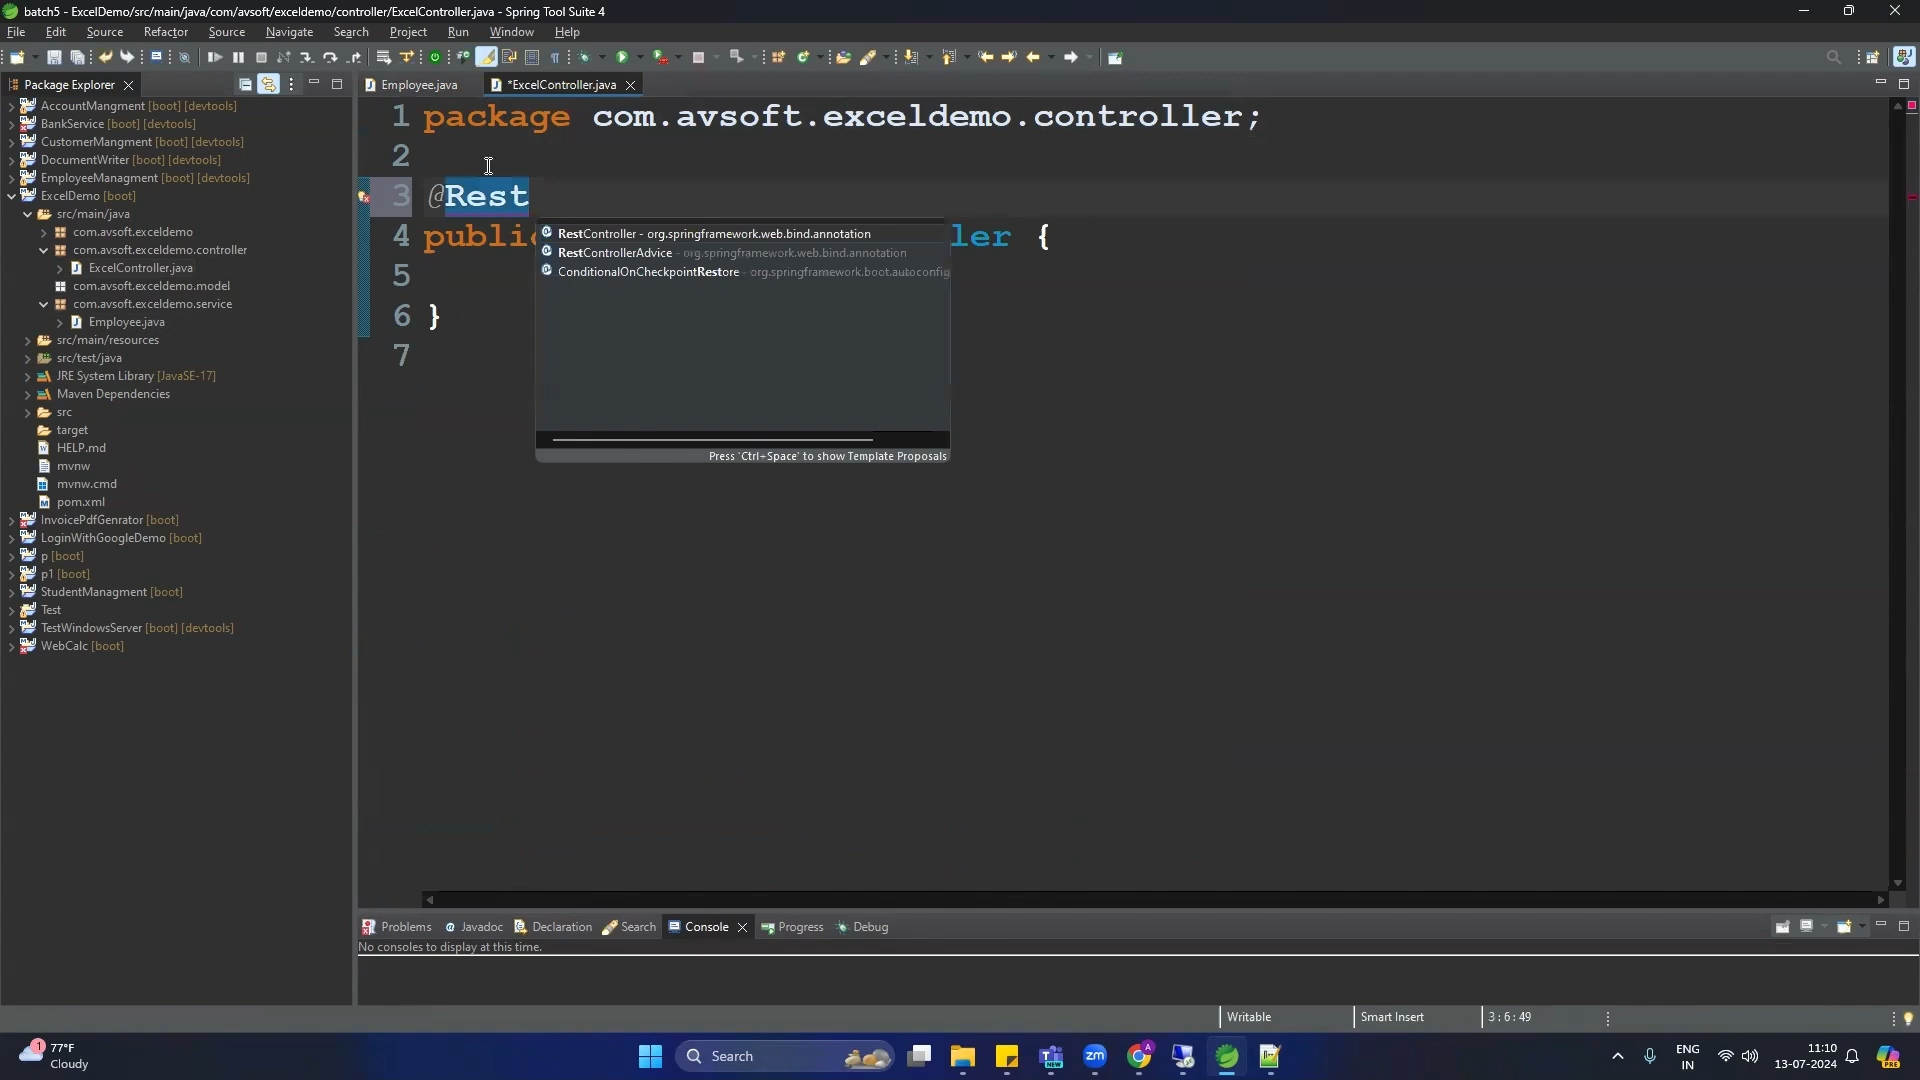 batch5 - ExcelDemo/src/main/java/com/avsoft/exceldemo/controller/ExcelController.java - Spring Tool Suite 4
File Edit Source Refactor Source Navigate Search Project Run Window Help
Package Explorer
Employee.java
*ExcelController.java
AccountMangment [boot] [devtools]
BankService [boot] [devtools]
CustomerMangment [boot] [devtools]
DocumentWriter [boot] [devtools]
EmployeeManagment [boot] [devtools]
ExcelDemo [boot]
src/main/java
com.avsoft.exceldemo
com.avsoft.exceldemo.controller
ExcelController.java
com.avsoft.exceldemo.model
com.avsoft.exceldemo.service
Employee.java
src/main/resources
src/test/java
JRE System Library [JavaSE-17]
Maven Dependencies
src
target
HELP.md
mvnw
mvnw.cmd
pom.xml
InvoicePdfGenrator [boot]
LoginWithGoogleDemo [boot]
p [boot]
p1 [boot]
StudentManagment [boot]
Test
TestWindowsServer [boot] [devtools]
WebCalc [boot]
1 package com.avsoft.exceldemo.controller;
2
3 @Rest
4 public ler {
5
6 }
7
RestController - org.springframework.web.bind.annotation
RestControllerAdvice - org.springframework.web.bind.annotation
ConditionalOnCheckpointRestore - org.springframework.boot.autoconfig
Press 'Ctrl+Space' to show Template Proposals
Problems Javadoc Declaration Search Console Progress Debug
No consoles to display at this time.
Writable Smart Insert 3 : 6 : 49
1
77°F
Cloudy
Search
NEW
zm
A
ENG
IN
11:10
13-07-2024
PRE